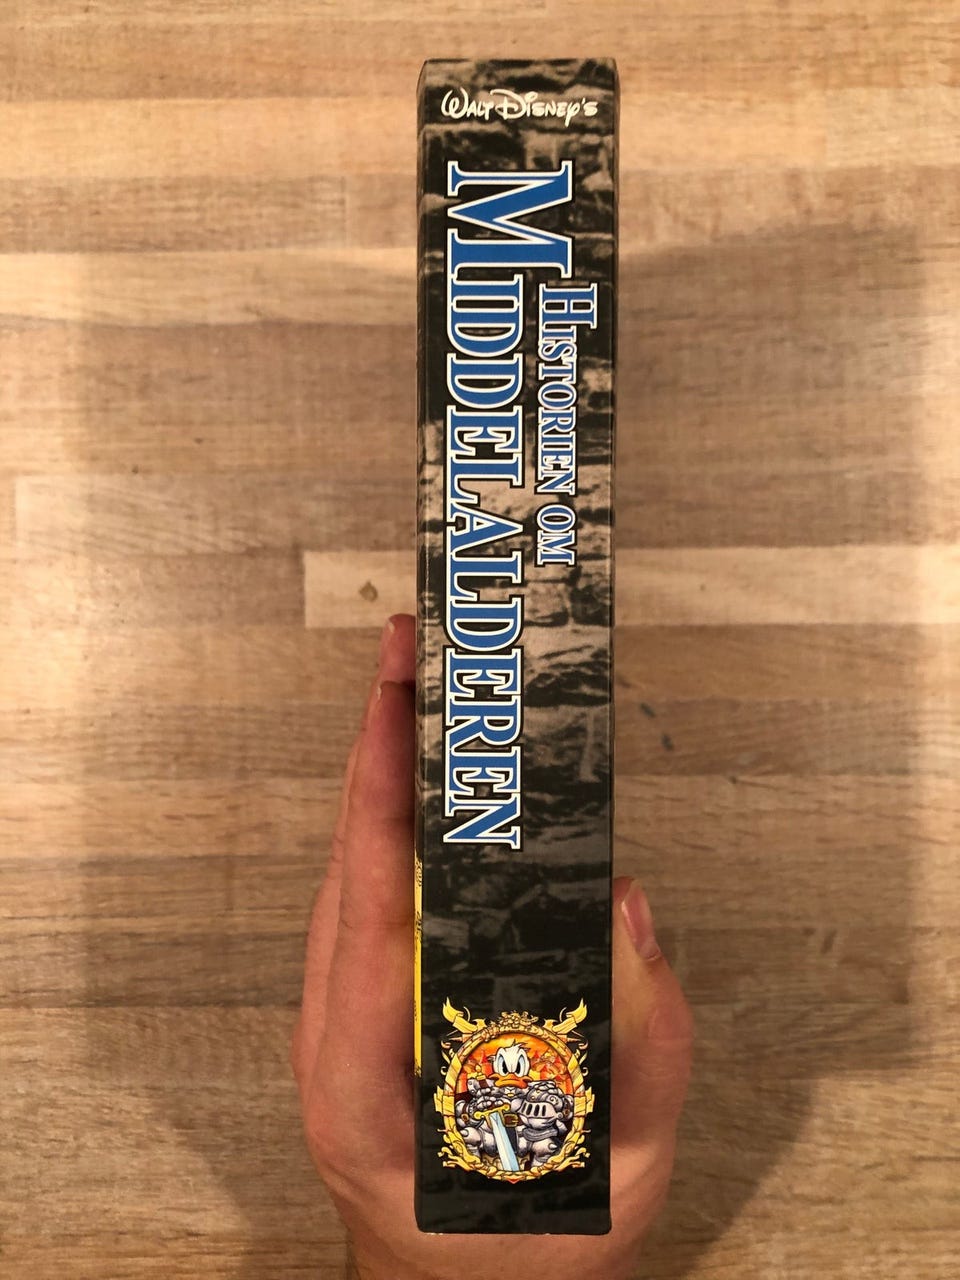 WALT DISNEY'S
HISTORIEN OM
MIDDELALDEREN